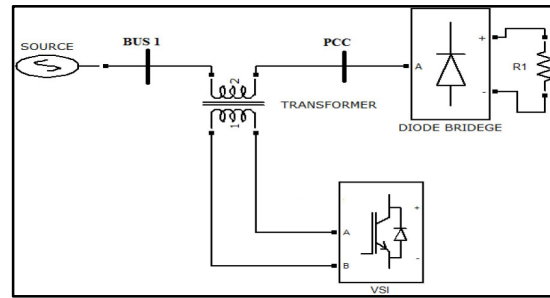 SOURCE
BUS 1
PCC
A
+
-
R1
DIODE BRIDEGE
2
1
TRANSFORMER
A
B
+
-
VSI